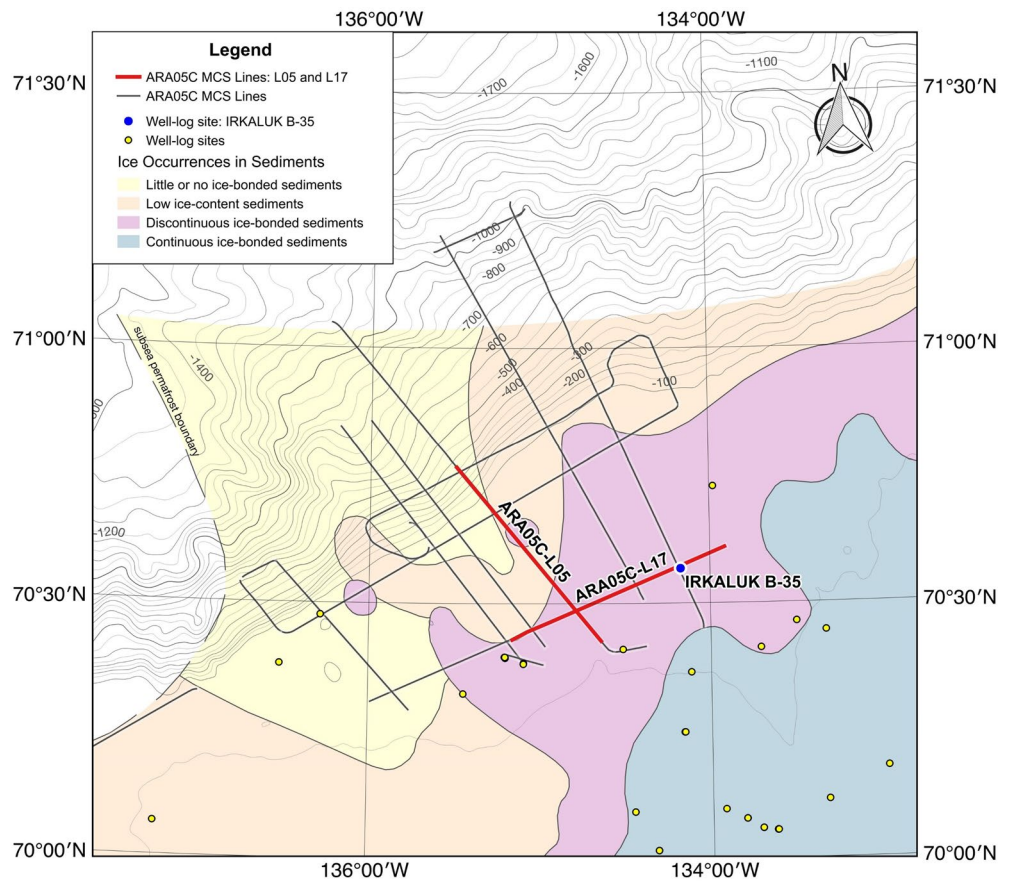 136°00′W
134°00′W
Legend
ARA05C MCS Lines: L05 and L17
ARA05C MCS Lines
Well-log site: IRKALUK B-35
Well-log sites
Ice Occurrences in Sediments
Little or no ice-bonded sediments
Low ice-content sediments
Discontinuous ice-bonded sediments
Continuous ice-bonded sediments
N
-1600
-1100
-1700
71°30′N
71°30′N
-1000
-900
-800
-700
-600
-500
-400
-300
-200
-100
71°00′N
71°00′N
subsea permafrost boundary
-1400
-1200
ARA05C-L05
ARA05C-L17
IRKALUK B-35
70°30′N
70°30′N
70°00′N
70°00′N
136°00′W
134°00′W